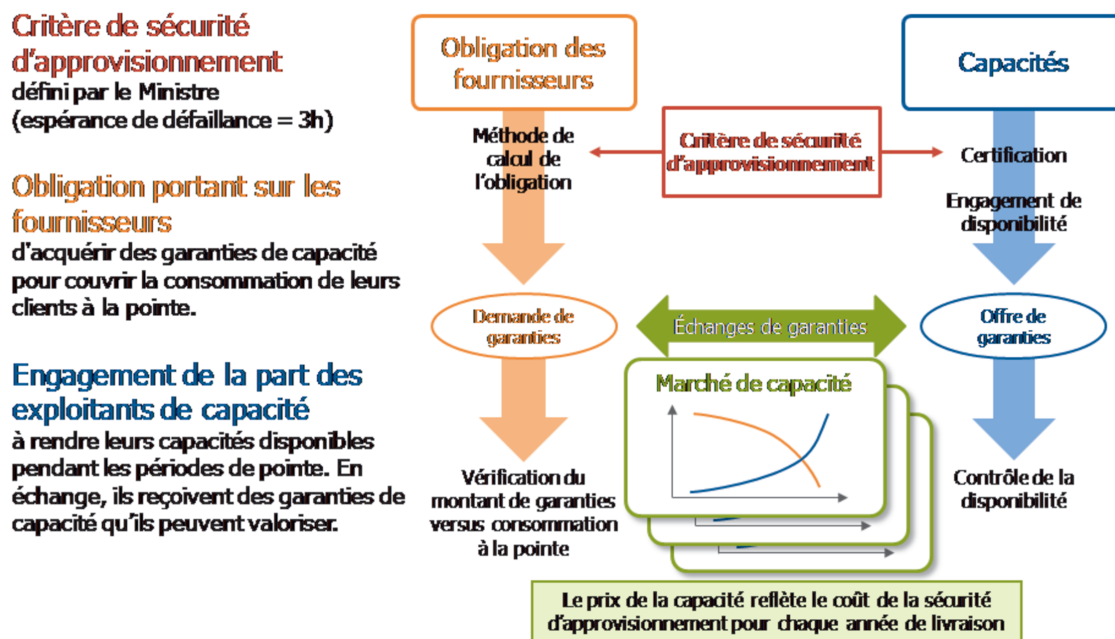 Critère de sécurité
d'approvisionnement
défini par le Ministre
(espérance de défaillance = 3h)
Obligation portant sur les
fournisseurs
d'acquérir des garanties de capacité
pour couvrir la consommation de leurs
clients à la pointe.
Engagement de la part des
exploitants de capacité
à rendre leurs capacités disponibles
pendant les périodes de pointe. En
échange, ils reçoivent des garanties de
capacité qu'ils peuvent valoriser.
Obligation des
fournisseurs
Méthode de
calcul de
l'obligation
Critère de sécurité
d'approvisionnement
Capacités
Certification
Engagement de
disponibilité
Demande de
garanties
Échanges de garanties
Offre de
garanties
Marché de capacité
Vérification du
montant de garanties
versus consommation
à la pointe
Contrôle de la
disponibilité
Le prix de la capacité reflète le coût de la sécurité
d'approvisionnement pour chaque année de livraison